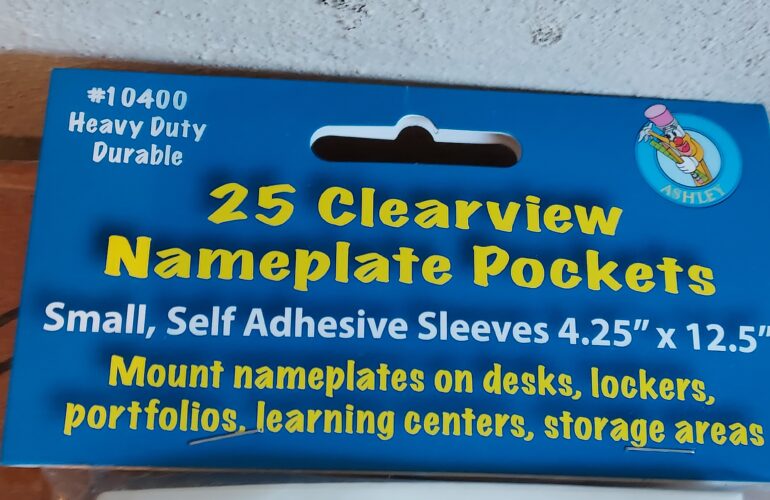 #10400
Heavy Duty
Durable
ASHLEY
25 Clearview
Nameplate Pockets
Small, Self Adhesive Sleeves 4.25” x 12.5”
Mount nameplates on desks, lockers,
portfolios, learning centers, storage areas